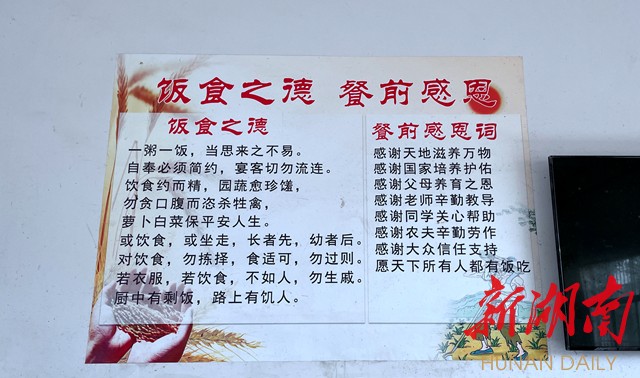 饭食之德 餐前感恩
饭食之德
一粥一饭，当思来之不易。
自奉必须简约，宴客切勿流连。
饮食约而精，园蔬愈珍馐，
勿贪口腹而恣杀牲禽，
萝卜白菜保平安人生。
或饮食，或坐走，长者先，幼者后。
对饮食，勿拣择，食适可，勿过则。
若衣服，若饮食，不如人，勿生戚。
厨中有剩饭，路上有饥人。
餐前感恩词
感谢天地滋养万物
感谢国家培养护佑
感谢父母养育之恩
感谢老师辛勤教导
感谢同学关心帮助
感谢农夫辛勤劳作
感谢大众信任支持
愿天下所有人都有饭吃
新湖南
HUNAN DAILY